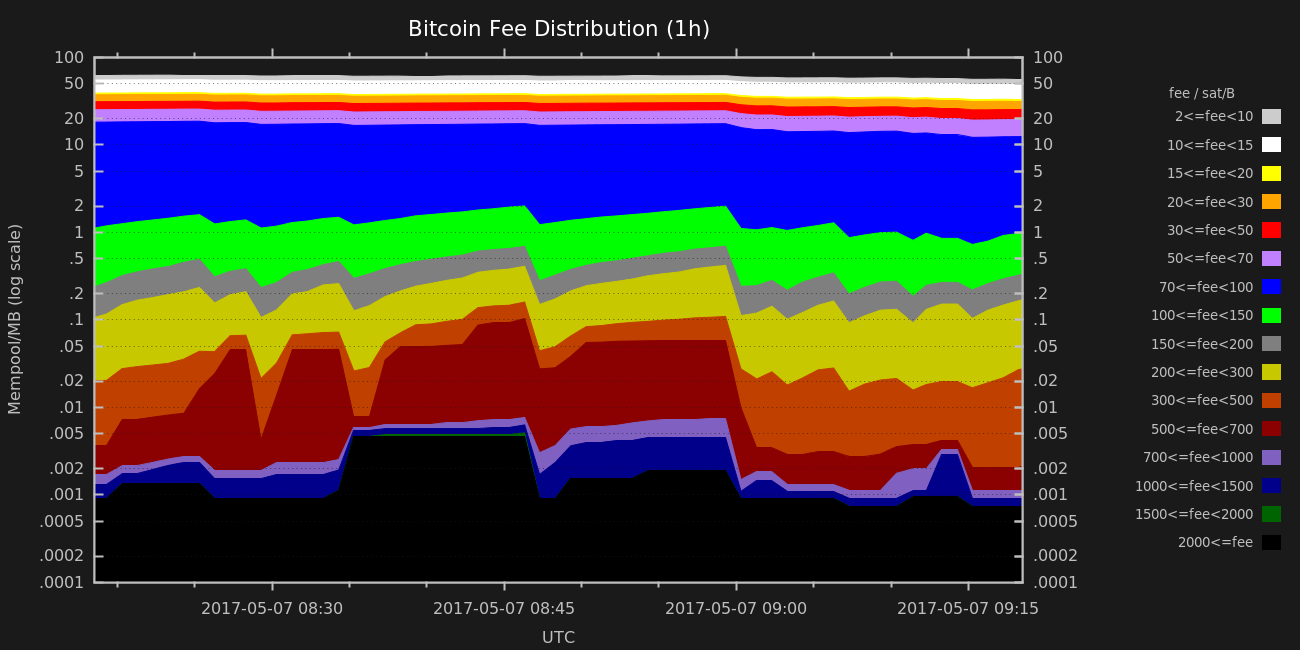 Bitcoin Fee Distribution (1h)
100
50
20
10
5
2
1
.5
.2
.1
.05
.02
.01
.005
.002
.001
.0005
.0002
.0001
Mempool/MB (log scale)
100
50
20
10
5
2
1
.5
.2
.1
.05
.02
.01
.005
.002
.001
.0005
.0002
.0001
2017-05-07 08:30
2017-05-07 08:45
2017-05-07 09:00
2017-05-07 09:15
UTC
fee / sat/B
2<=fee<10
10<=fee<15
15<=fee<20
20<=fee<30
30<=fee<50
50<=fee<70
70<=fee<100
100<=fee<150
150<=fee<200
200<=fee<300
300<=fee<500
500<=fee<700
700<=fee<1000
1000<=fee<1500
1500<=fee<2000
2000<=fee